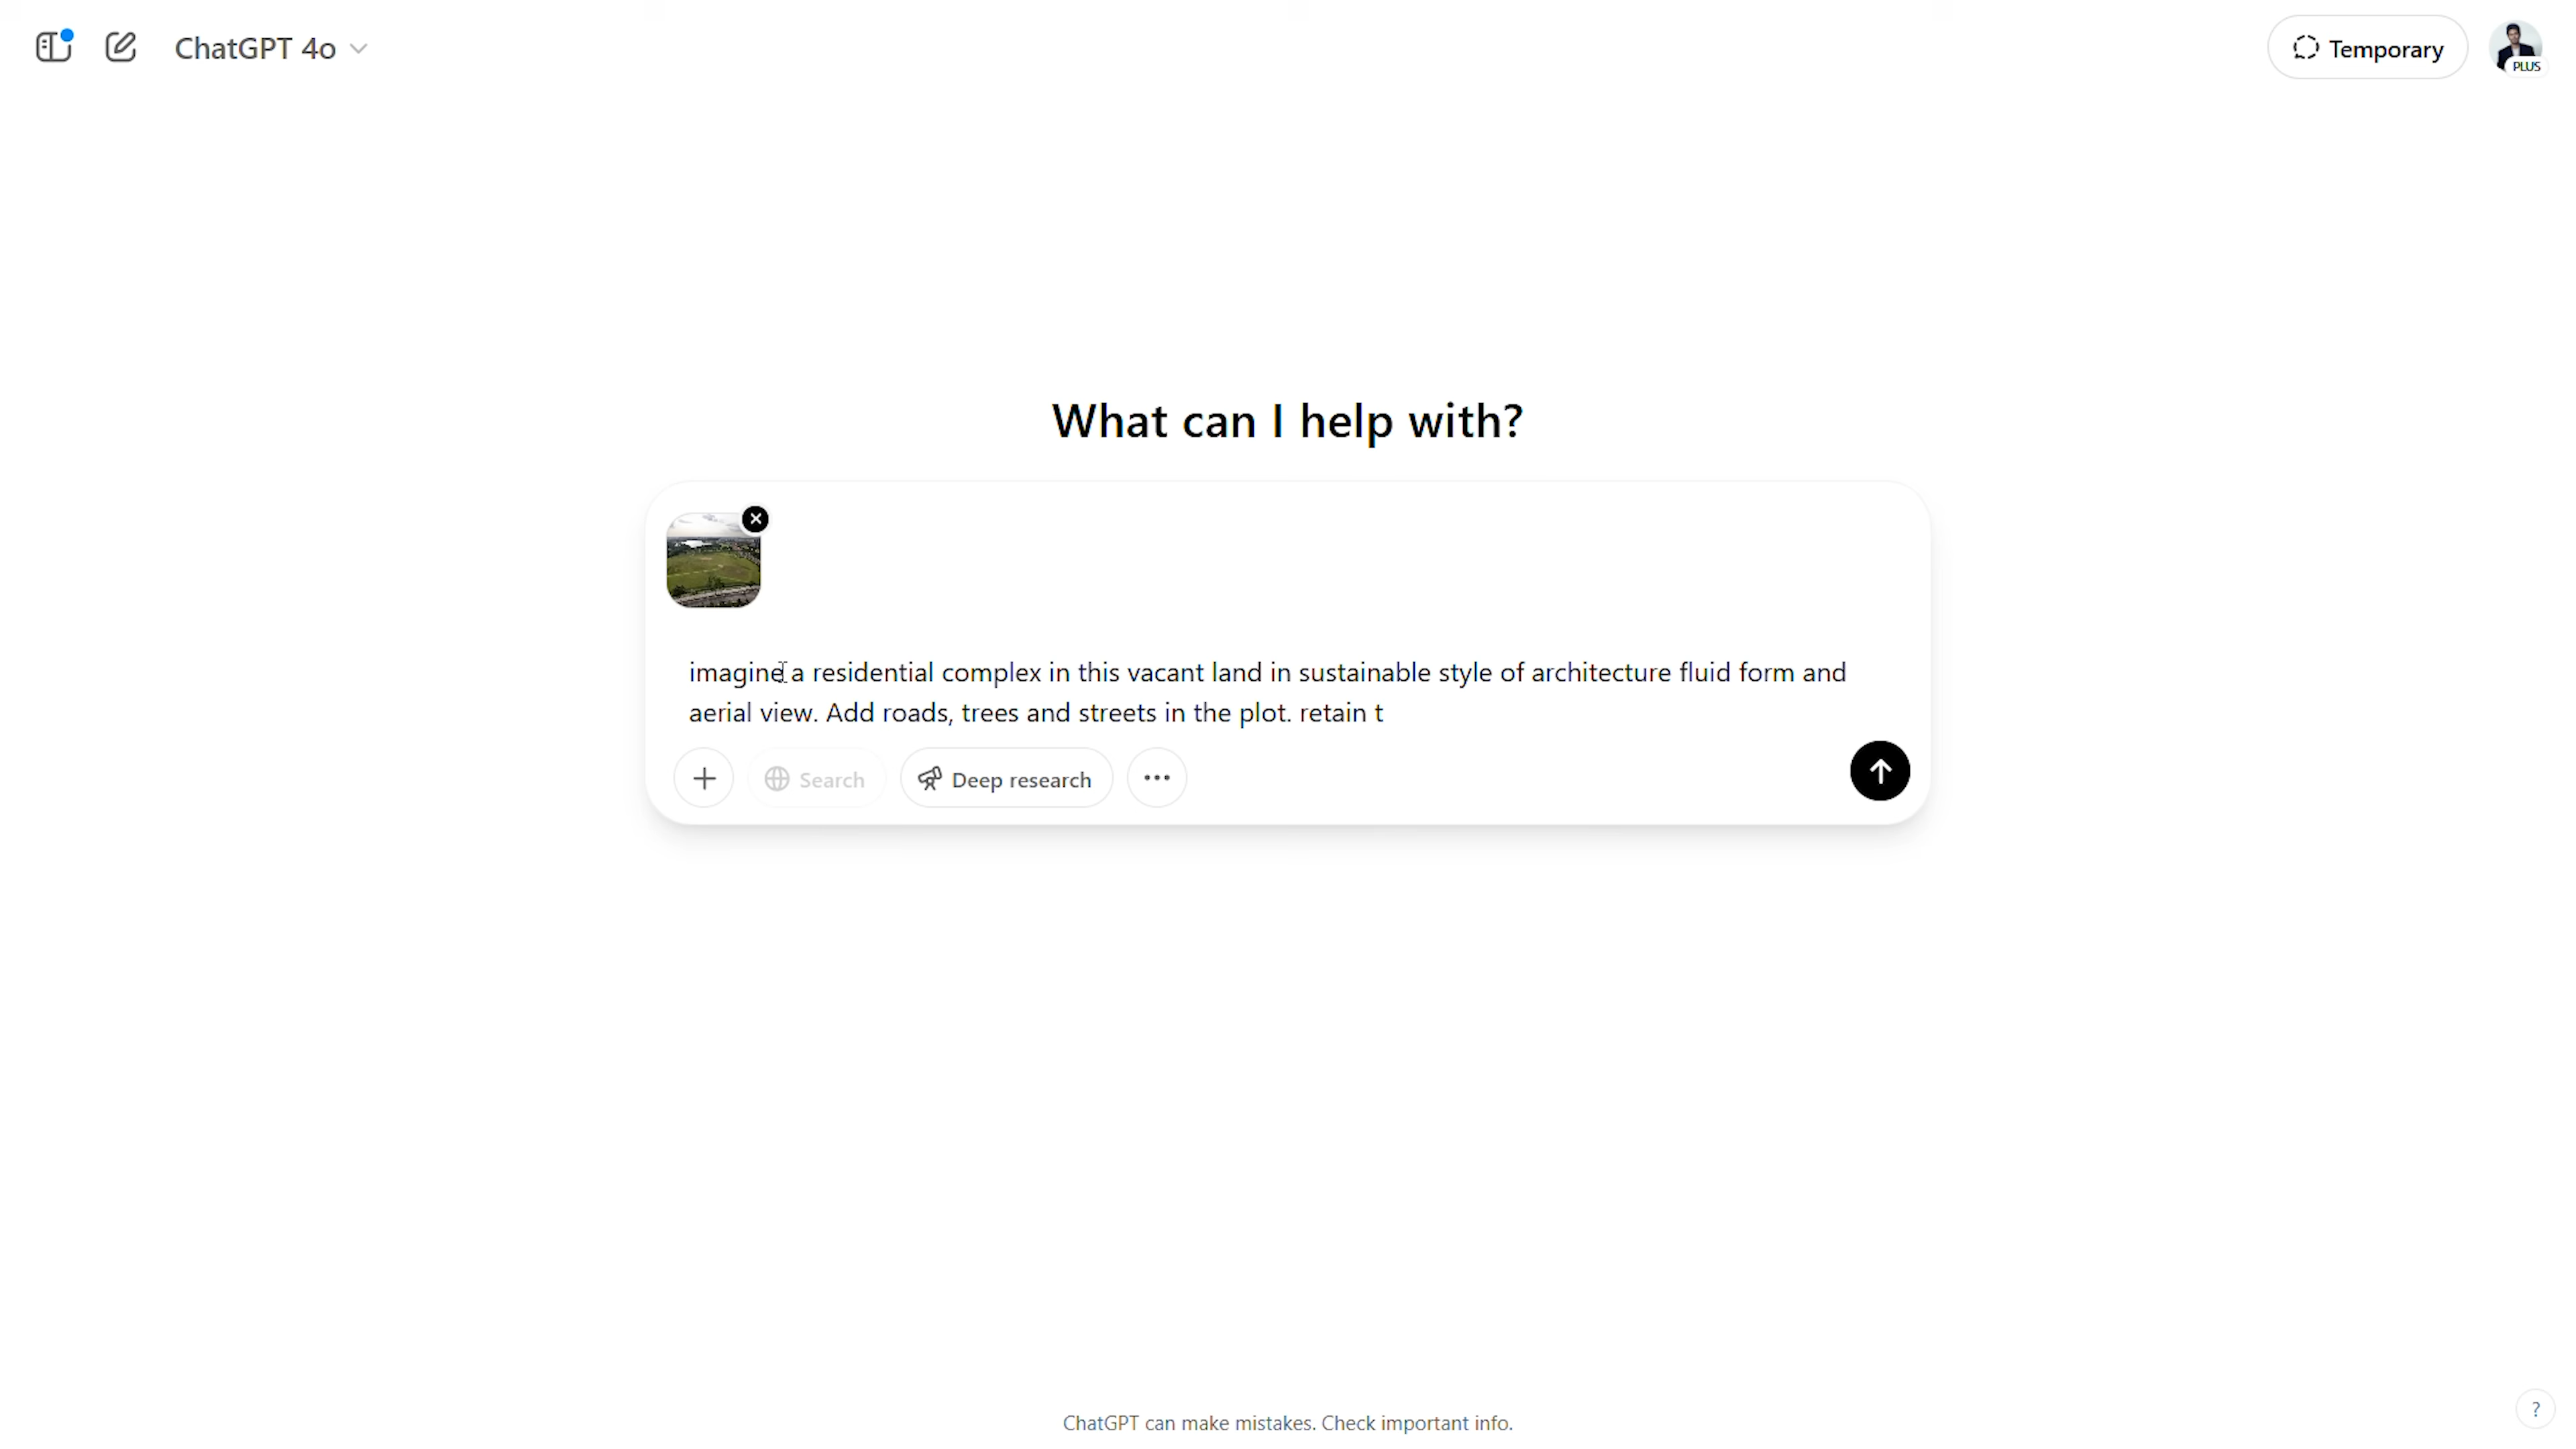 ChatGPT 4o
Temporary
PLUS
What can I help with?
imagine a residential complex in this vacant land in sustainable style of architecture fluid form and
aerial view. Add roads, trees and streets in the plot. retain t
Search
Deep research
ChatGPT can make mistakes. Check important info.
?